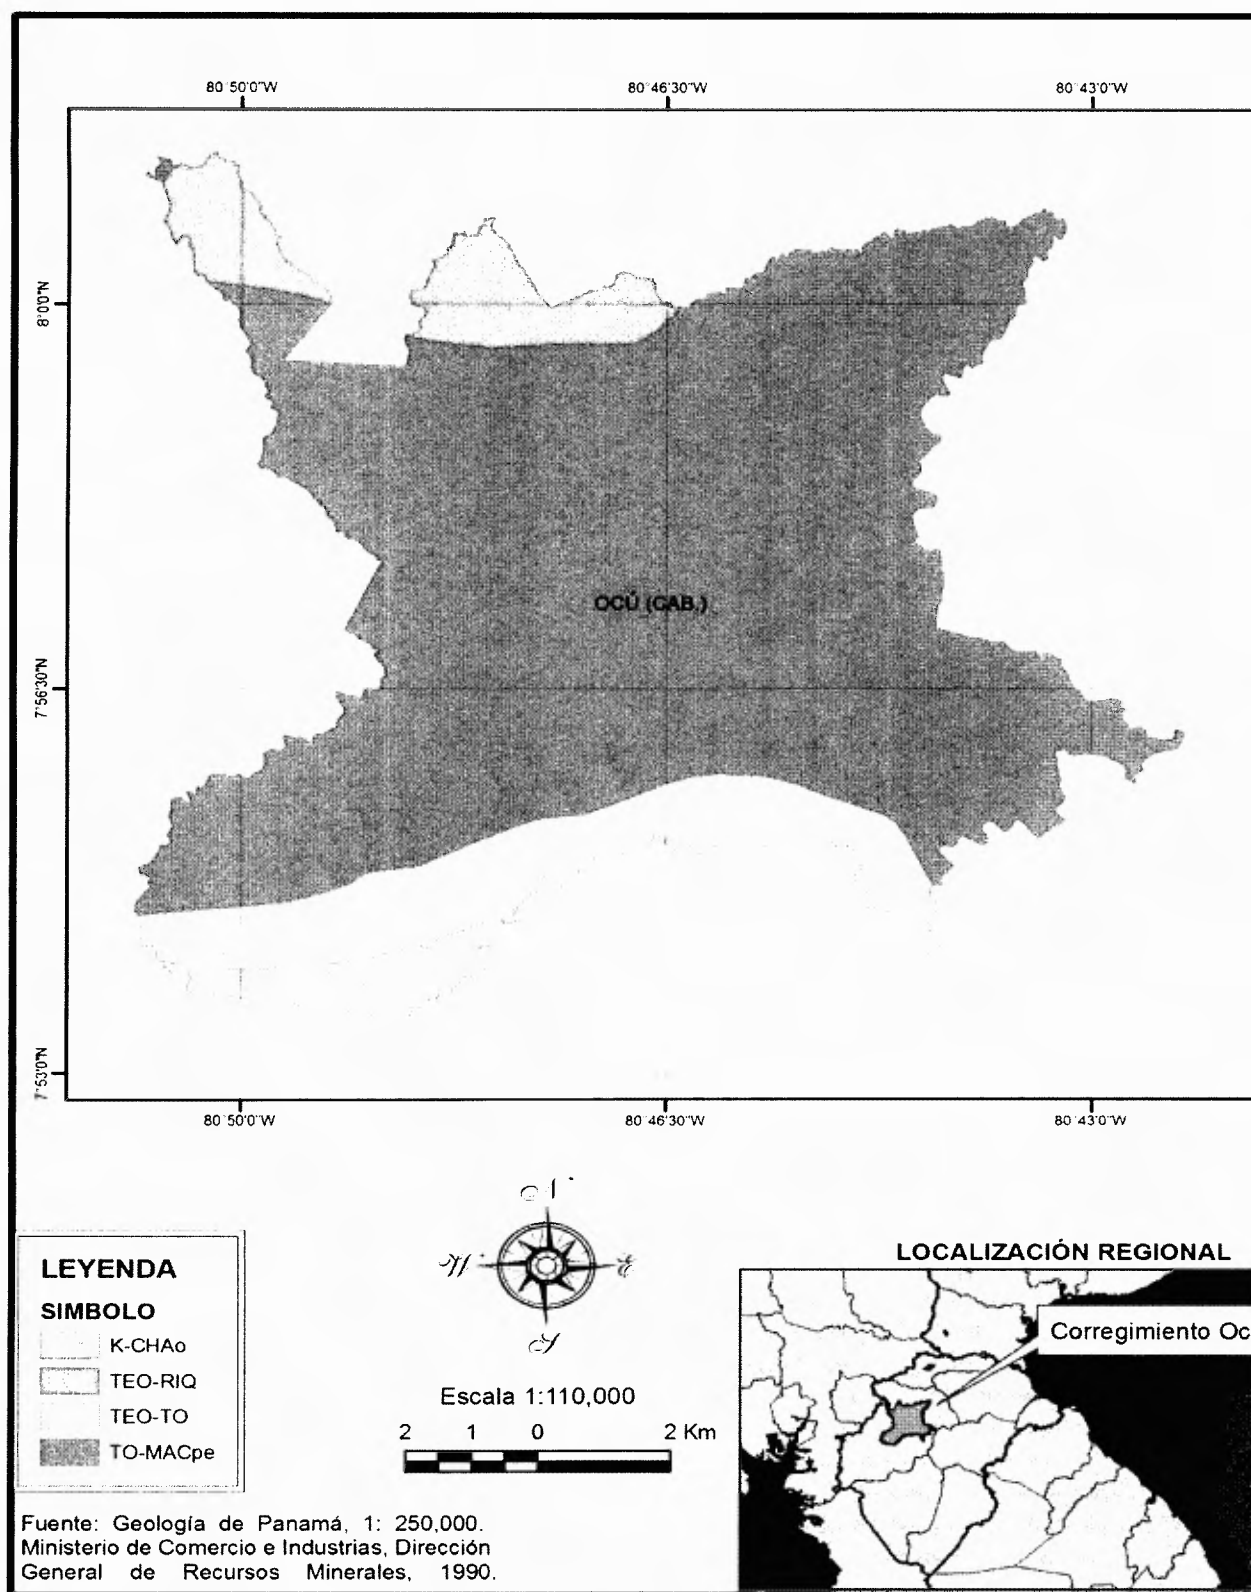 80°50'0"W
80°46'30"W
80°43'0"W
8°0'0"N
7°56'30"N
7°53'0"N
OCÚ (CAB.)
80°50'0"W
80°46'30"W
80°43'0"W
N
W
E
S
LEYENDA
SIMBOLO
K-CHAo
TEO-RIQ
TEO-TO
TO-MACpe
Escala 1:110,000
2 1 0 2 Km
LOCALIZACIÓN REGIONAL
Corregimiento Oc
Fuente: Geología de Panamá, 1: 250,000.
Ministerio de Comercio e Industrias, Dirección
General de Recursos Minerales, 1990.